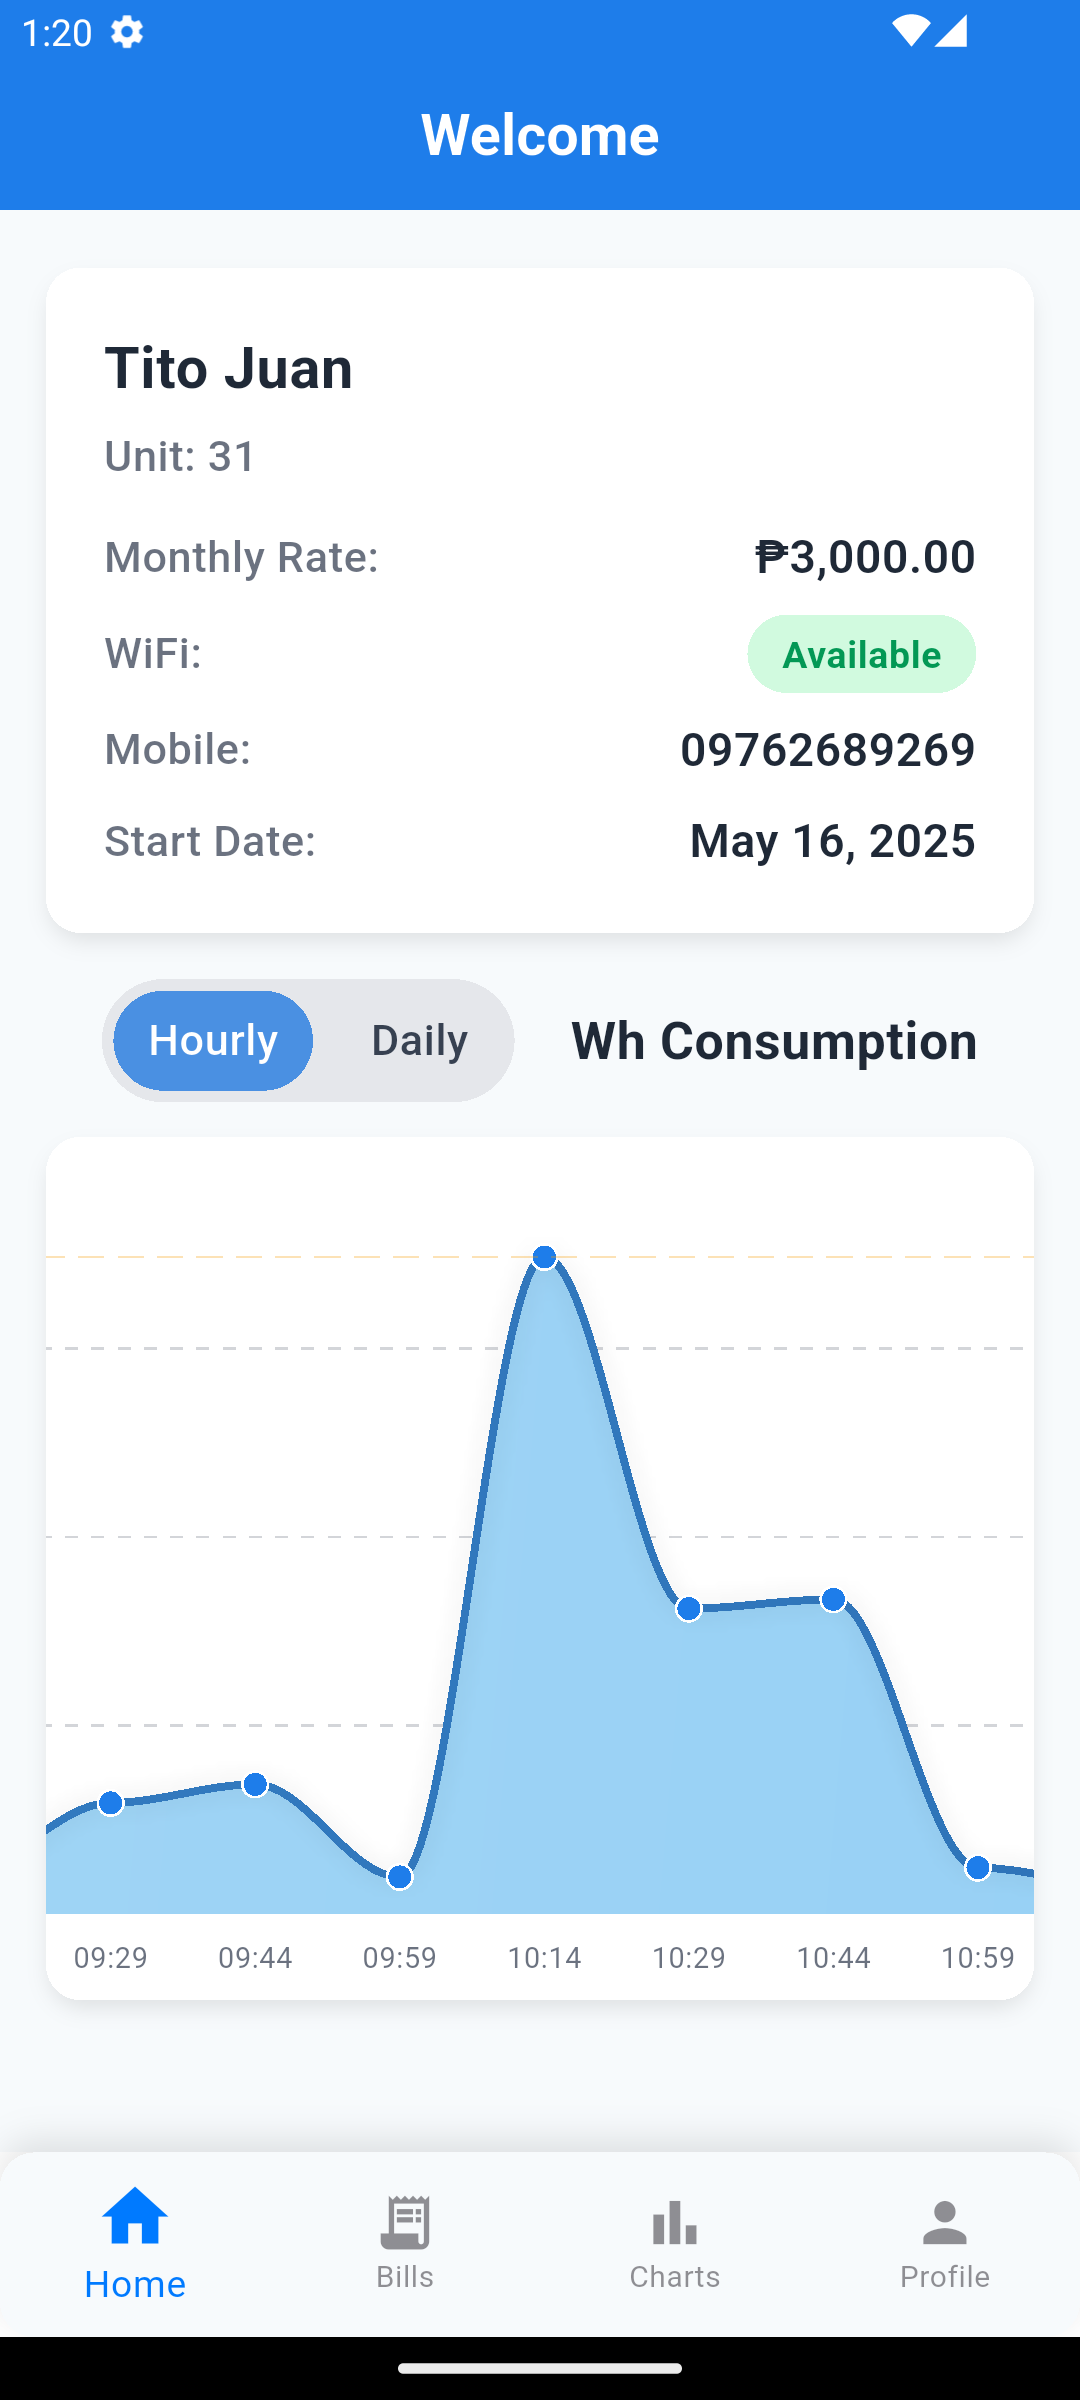 1:20
Welcome
Tito Juan
Unit: 31
Monthly Rate: ₱3,000.00
WiFi: Available
Mobile: 09762689269
Start Date: May 16, 2025
Hourly Daily Wh Consumption
09:29 09:44 09:59 10:14 10:29 10:44 10:59
Home Bills Charts Profile